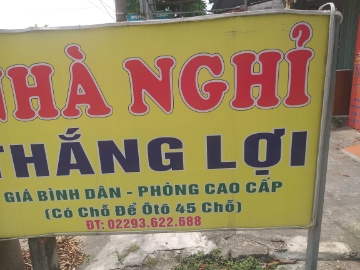 NHÀ NGHỈ
THẮNG LỢI
GIÁ BÌNH DÂN - PHÒNG CAO CẤP
(Có Chỗ Để Ôtô 45 Chỗ)
ĐT: 02293.622.688